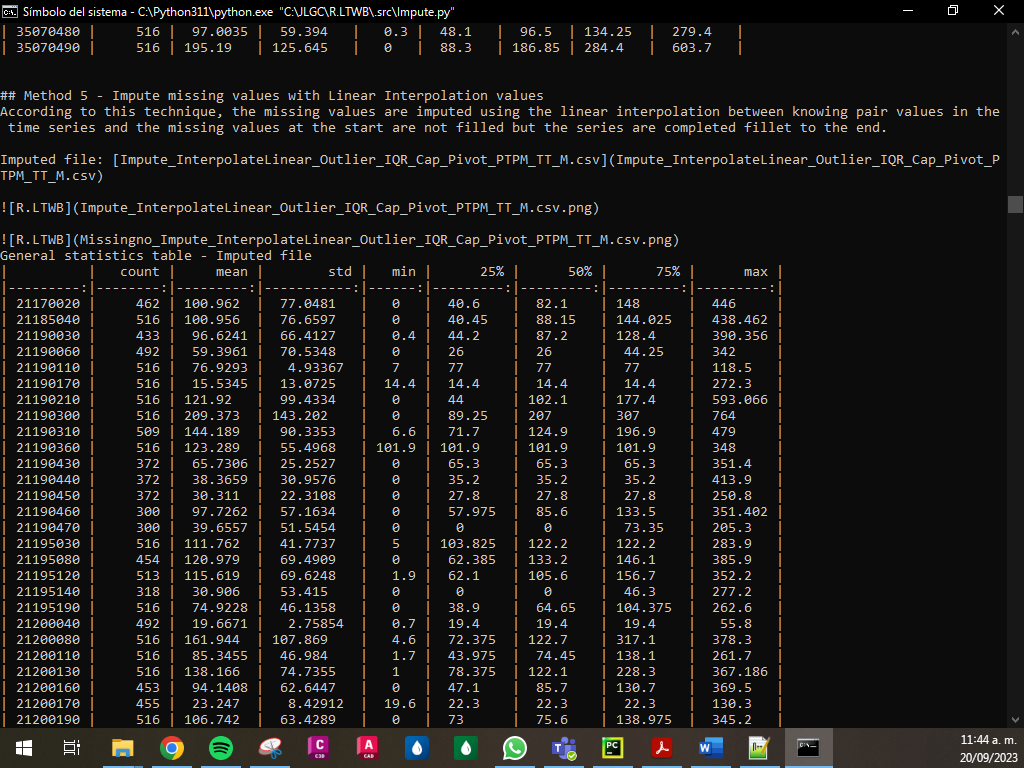 Símbolo del sistema - C:\Python311\python.exe "C:\JLGC\R.LTWB\.src\Impute.py"
| 35070480 | 516 | 97.0035 | 59.394 | 0.3 | 48.1 | 96.5 | 134.25 | 279.4 |
| 35070490 | 516 | 195.19 | 125.645 | 0 | 88.3 | 186.85 | 284.4 | 603.7 |
## Method 5 - Impute missing values with Linear Interpolation values
According to this technique, the missing values are imputed using the linear interpolation between knowing pair values in the
time series and the missing values at the start are not filled but the series are completed fillet to the end.
Imputed file: [Impute_InterpolateLinear_Outlier_IQR_Cap_Pivot_PTPM_TT_M.csv](Impute_InterpolateLinear_Outlier_IQR_Cap_Pivot_P
TPM_TT_M.csv)
![R.LTWB](Impute_InterpolateLinear_Outlier_IQR_Cap_Pivot_PTPM_TT_M.csv.png)
![R.LTWB](Missingno_Impute_InterpolateLinear_Outlier_IQR_Cap_Pivot_PTPM_TT_M.csv.png)
General statistics table - Imputed file
| | count | mean | std | min | 25% | 50% | 75% | max |
|---------:|--------:|---------:|-----------:|------:|---------:|---------:|---------:|---------:|
| 21170020 | 462 | 100.962 | 77.0481 | 0 | 40.6 | 82.1 | 148 | 446 |
| 21185040 | 516 | 100.956 | 76.6597 | 0 | 40.45 | 88.15 | 144.025 | 438.462 |
| 21190030 | 433 | 96.6241 | 66.4127 | 0.4 | 44.2 | 87.2 | 128.4 | 390.356 |
| 21190060 | 492 | 59.3961 | 70.5348 | 0 | 26 | 26 | 44.25 | 342 |
| 21190110 | 516 | 76.9293 | 4.93367 | 7 | 77 | 77 | 77 | 118.5 |
| 21190170 | 516 | 15.5345 | 13.0725 | 14.4 | 14.4 | 14.4 | 14.4 | 272.3 |
| 21190210 | 516 | 121.92 | 99.4334 | 0 | 44 | 102.1 | 177.4 | 593.066 |
| 21190300 | 516 | 209.373 | 143.202 | 0 | 89.25 | 207 | 307 | 764 |
| 21190310 | 509 | 144.189 | 90.3353 | 6.6 | 71.7 | 124.9 | 196.9 | 479 |
| 21190360 | 516 | 123.289 | 55.4968 | 101.9 | 101.9 | 101.9 | 101.9 | 348 |
| 21190430 | 372 | 65.7306 | 25.2527 | 0 | 65.3 | 65.3 | 65.3 | 351.4 |
| 21190440 | 372 | 38.3659 | 30.9576 | 0 | 35.2 | 35.2 | 35.2 | 413.9 |
| 21190450 | 372 | 30.311 | 22.3108 | 0 | 27.8 | 27.8 | 27.8 | 250.8 |
| 21190460 | 300 | 97.7262 | 57.1634 | 0 | 57.975 | 85.6 | 133.5 | 351.402 |
| 21190470 | 300 | 39.6557 | 51.5454 | 0 | 0 | 0 | 73.35 | 205.3 |
| 21195030 | 516 | 111.762 | 41.7737 | 5 | 103.825 | 122.2 | 122.2 | 283.9 |
| 21195080 | 454 | 120.979 | 69.4909 | 0 | 62.385 | 133.2 | 146.1 | 385.9 |
| 21195120 | 513 | 115.619 | 69.6248 | 1.9 | 62.1 | 105.6 | 156.7 | 352.2 |
| 21195140 | 318 | 30.906 | 53.415 | 0 | 0 | 0 | 46.3 | 277.2 |
| 21195190 | 516 | 74.9228 | 46.1358 | 0 | 38.9 | 64.65 | 104.375 | 262.6 |
| 21200040 | 492 | 19.6671 | 2.75854 | 0.7 | 19.4 | 19.4 | 19.4 | 55.8 |
| 21200080 | 516 | 161.944 | 107.869 | 4.6 | 72.375 | 122.7 | 317.1 | 378.3 |
| 21200110 | 516 | 85.3455 | 46.984 | 1.7 | 43.975 | 74.45 | 138.1 | 261.7 |
| 21200130 | 516 | 138.166 | 74.7355 | 1 | 78.375 | 122.1 | 228.3 | 367.186 |
| 21200160 | 453 | 94.1408 | 62.6447 | 0 | 47.1 | 85.7 | 130.7 | 369.5 |
| 21200170 | 455 | 23.247 | 8.42912 | 19.6 | 22.3 | 22.3 | 22.3 | 130.3 |
| 21200190 | 516 | 106.742 | 63.4289 | 0 | 73 | 75.6 | 138.975 | 345.2 |
11:44 a. m.
20/09/2023